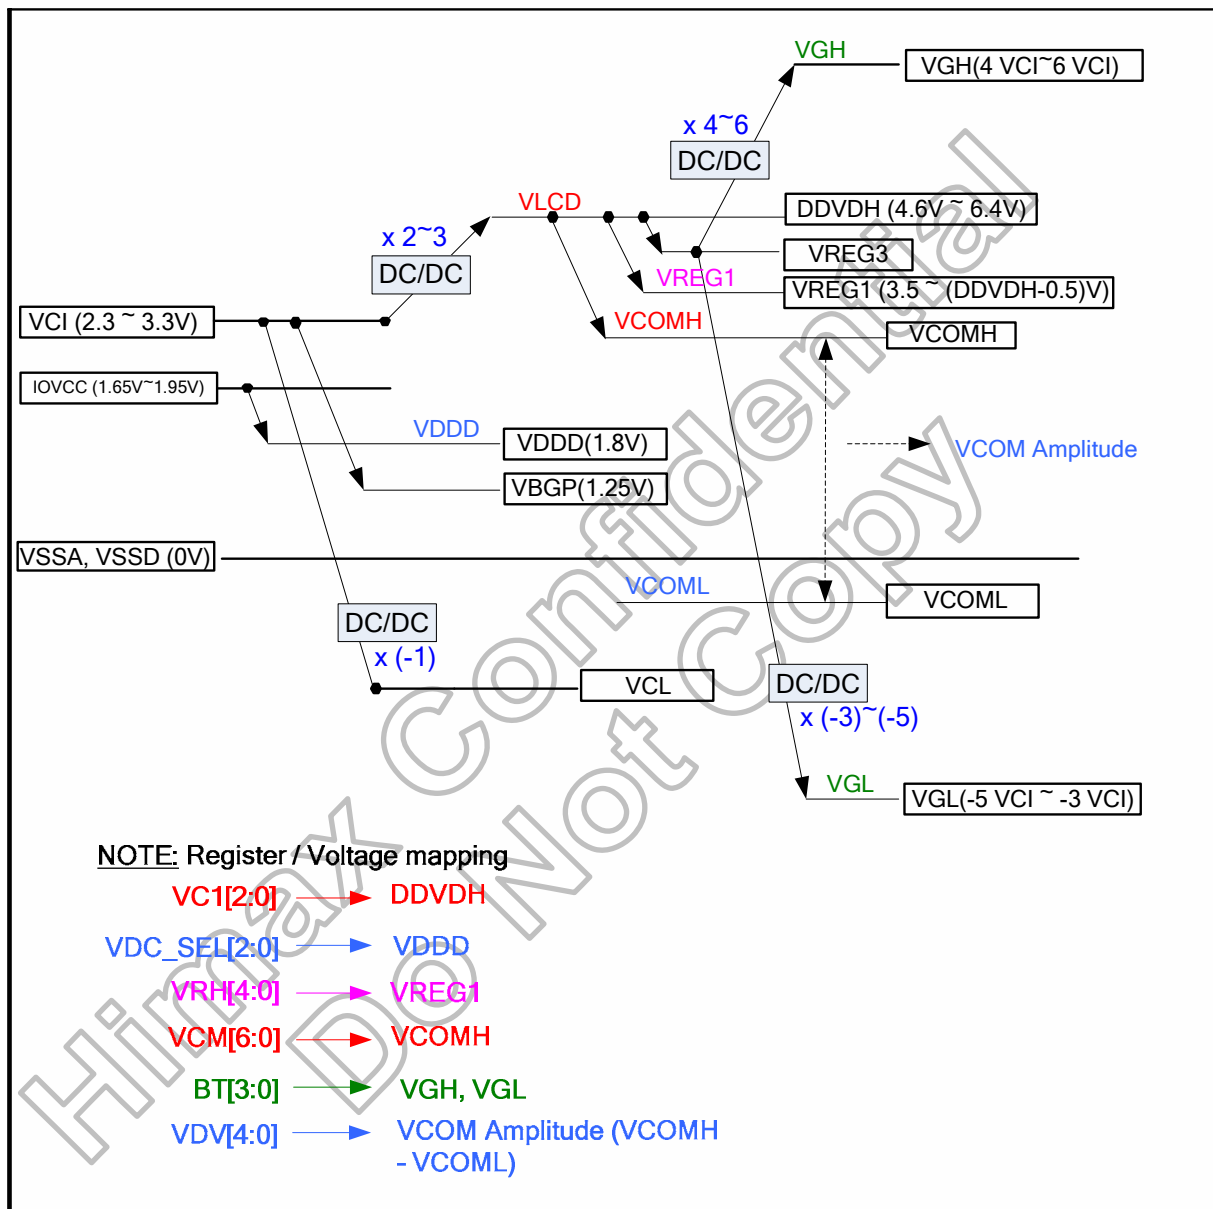 VGH
VGH(4 VCI~6 VCI)
x 4~6
DC/DC
VLCD
DDVDH (4.6V ~ 6.4V)
x 2~3
DC/DC
VREG3
VREG1
VREG1 (3.5 ~ (DDVDH-0.5)V)
VCI (2.3 ~ 3.3V)
VCOMH
VCOMH
IOVCC (1.65V~1.95V)
VDDD
VDDD(1.8V)
VCOM Amplitude
VBGP(1.25V)
VSSA, VSSD (0V)
VCOML
VCOML
DC/DC
x (-1)
VCL
DC/DC
x (-3)~(-5)
VGL
VGL(-5 VCI ~ -3 VCI)
NOTE: Register / Voltage mapping
VC1[2:0] DDVDH
VDC_SEL[2:0] VDDD
VRH[4:0] VREG1
VCM[6:0] VCOMH
BT[3:0] VGH, VGL
VDV[4:0] VCOM Amplitude (VCOMH
- VCOML)
Himax Confidential
Do Not Copy